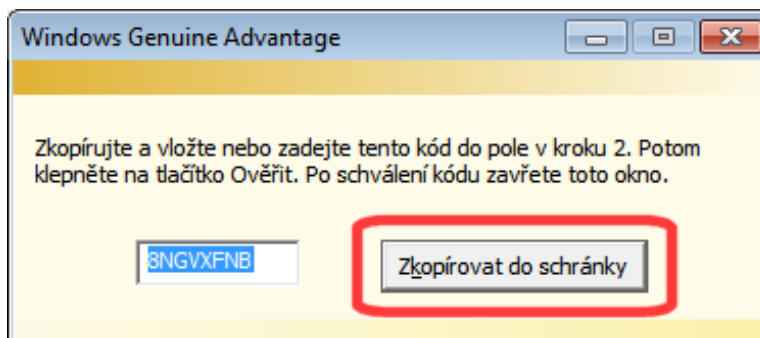 Windows Genuine Advantage
Zkopírujte a vložte nebo zadejte tento kód do pole v kroku 2. Potom
klepněte na tlačítko Ověřit. Po schválení kódu zavřete toto okno.
8NGVXFNB
Zkopírovat do schránky